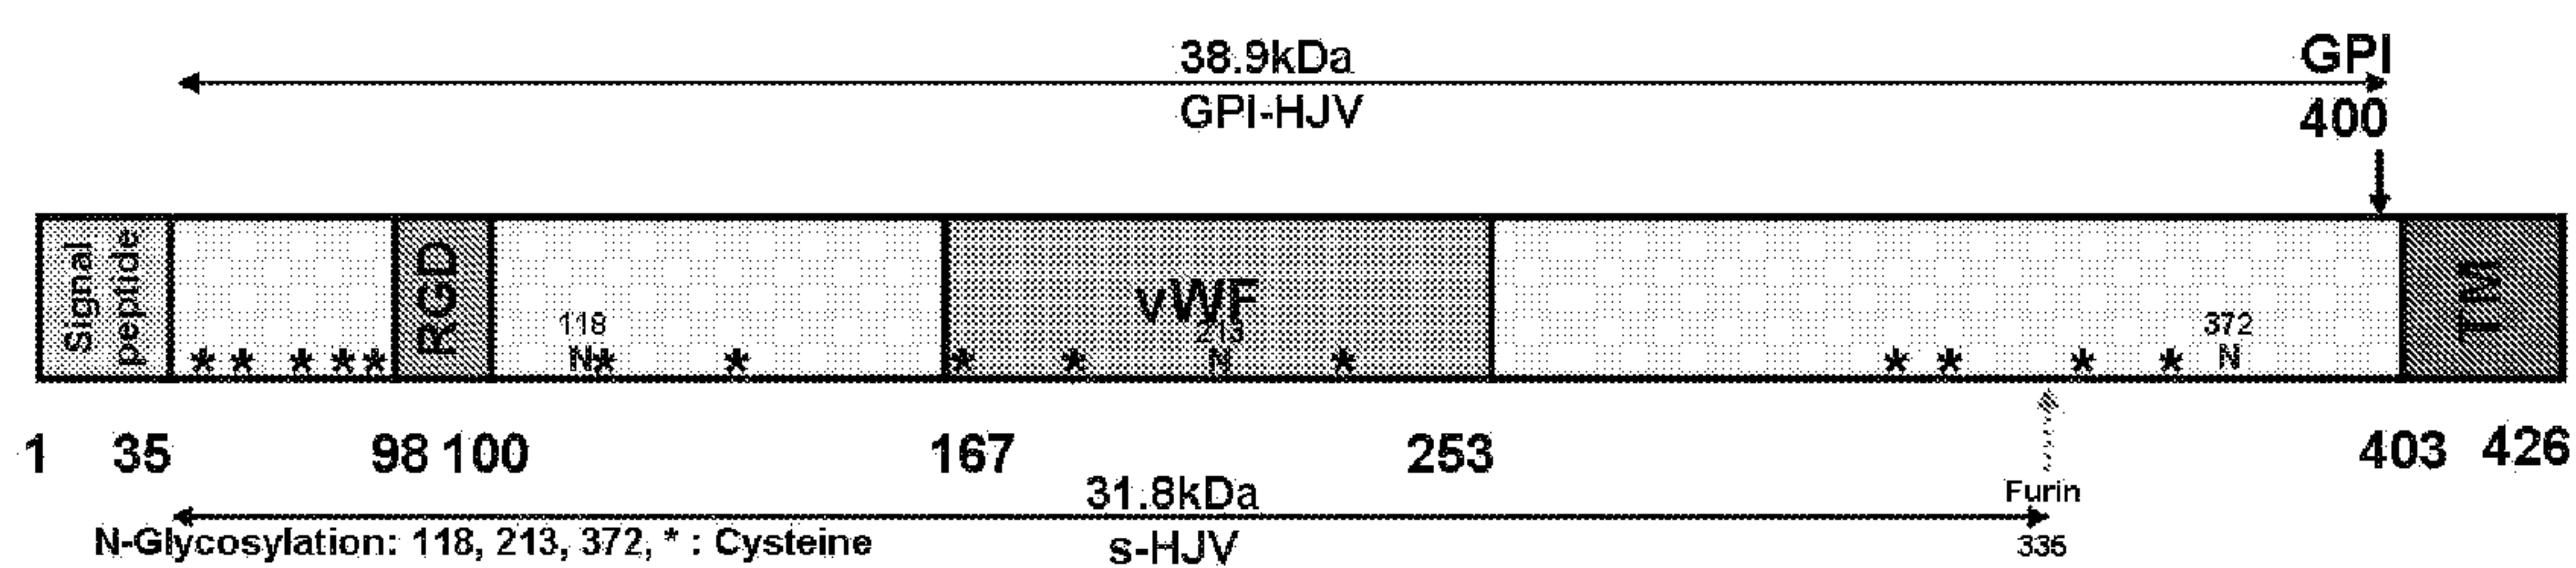 38.9kDa
GPI
GPI-HJV
400
Signal
peptide
RGD
vWF
TM
118
213
372
* * * * * N* * * * N * * * * * N
1 35 98 100 167 253 403 426
31.8kDa
Furin
N-Glycosylation: 118, 213, 372, * : Cysteine
s-HJV
335